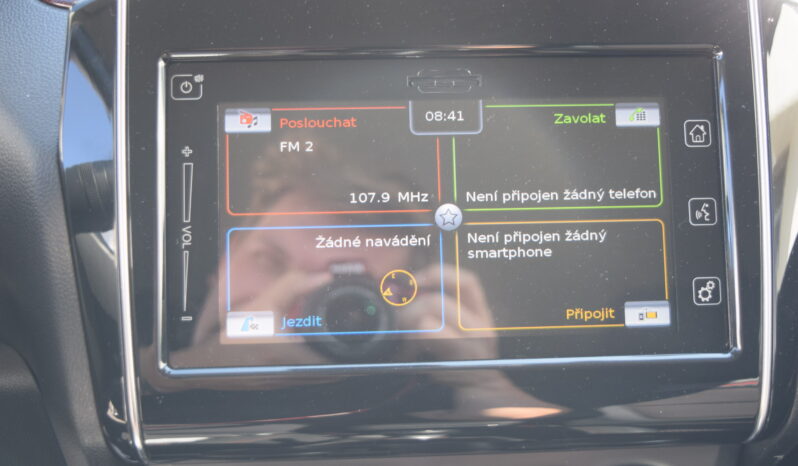 08:41
Poslouchat
FM 2
107.9 MHz
Zavolat
Není připojen žádný telefon
Žádné navádění
Jezdit
Není připojen žádný
smartphone
Připojit
+
VOL
-